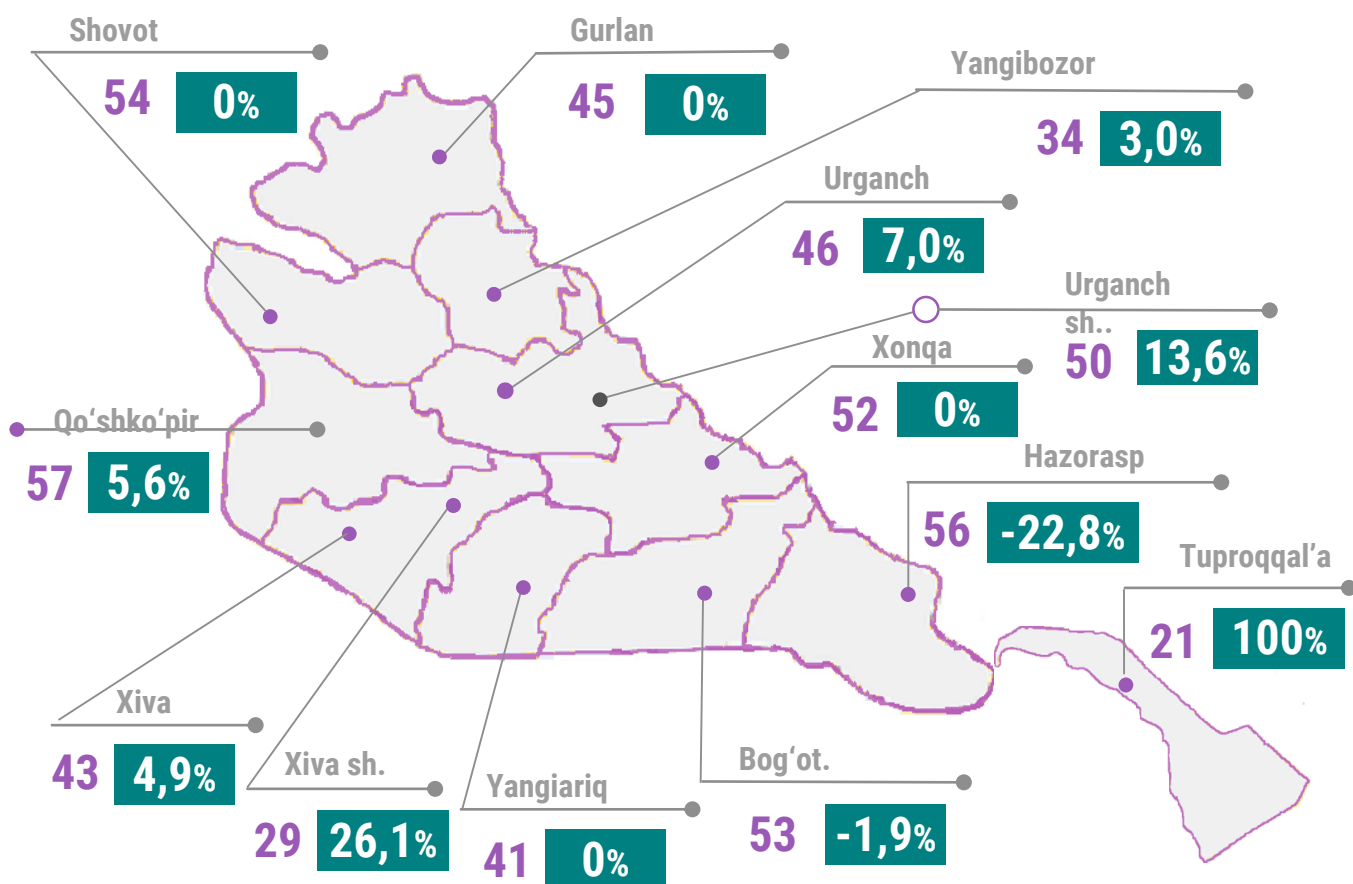 Shovot
54 0%
Gurlan
45 0%
Yangibozor
34 3,0%
Urganch
46 7,0%
Urganch
sh..
50 13,6%
Xonqa
52 0%
Qo‘shko‘pir
57 5,6%
Hazorasp
56 -22,8%
Tuproqqal’a
21 100%
Xiva
43 4,9%
Xiva sh.
29 26,1%
Yangiariq
41 0%
Bog‘ot.
53 -1,9%